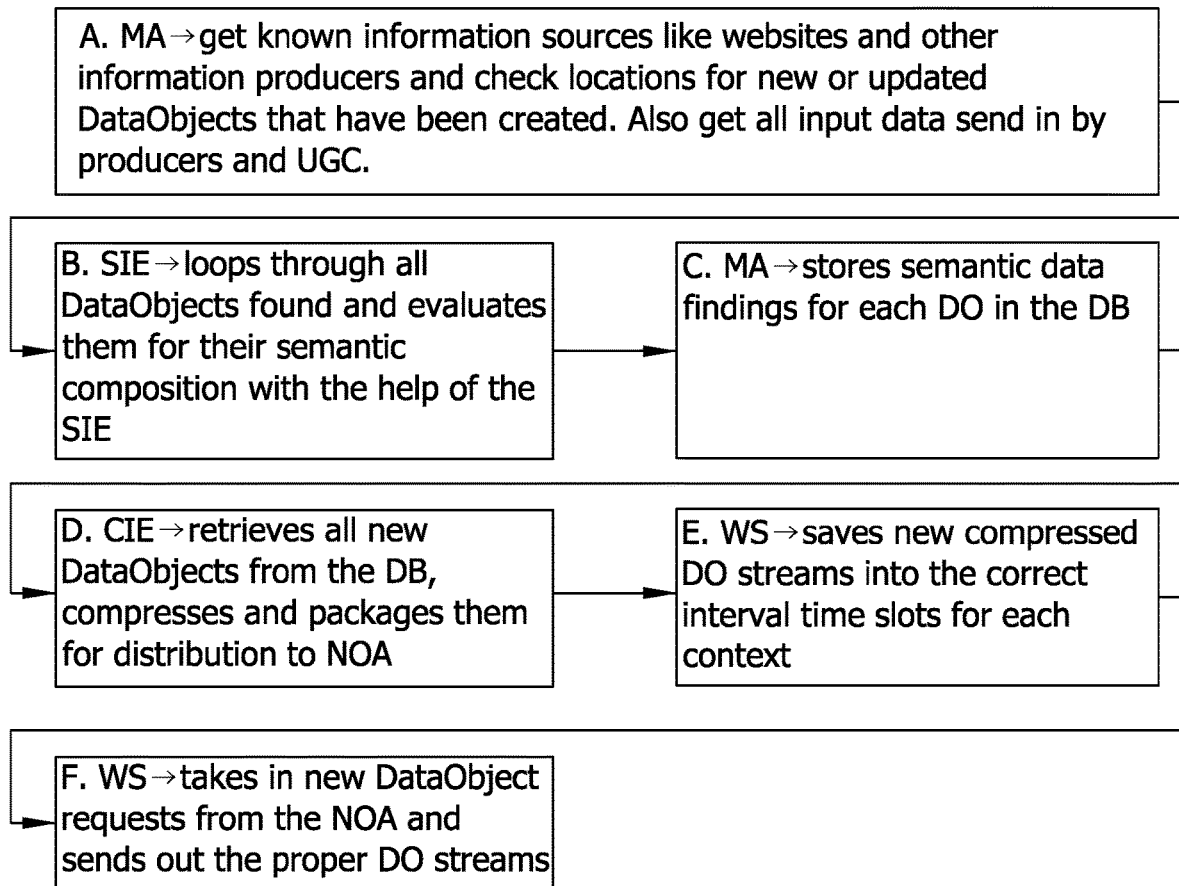 A. MA→get known information sources like websites and other
information producers and check locations for new or updated
DataObjects that have been created. Also get all input data send in by
producers and UGC.
B. SIE→loops through all
DataObjects found and evaluates
them for their semantic
composition with the help of the
SIE
C. MA→stores semantic data
findings for each DO in the DB
D. CIE→retrieves all new
DataObjects from the DB,
compresses and packages them
for distribution to NOA
E. WS→saves new compressed
DO streams into the correct
interval time slots for each
context
F. WS→takes in new DataObject
requests from the NOA and
sends out the proper DO streams